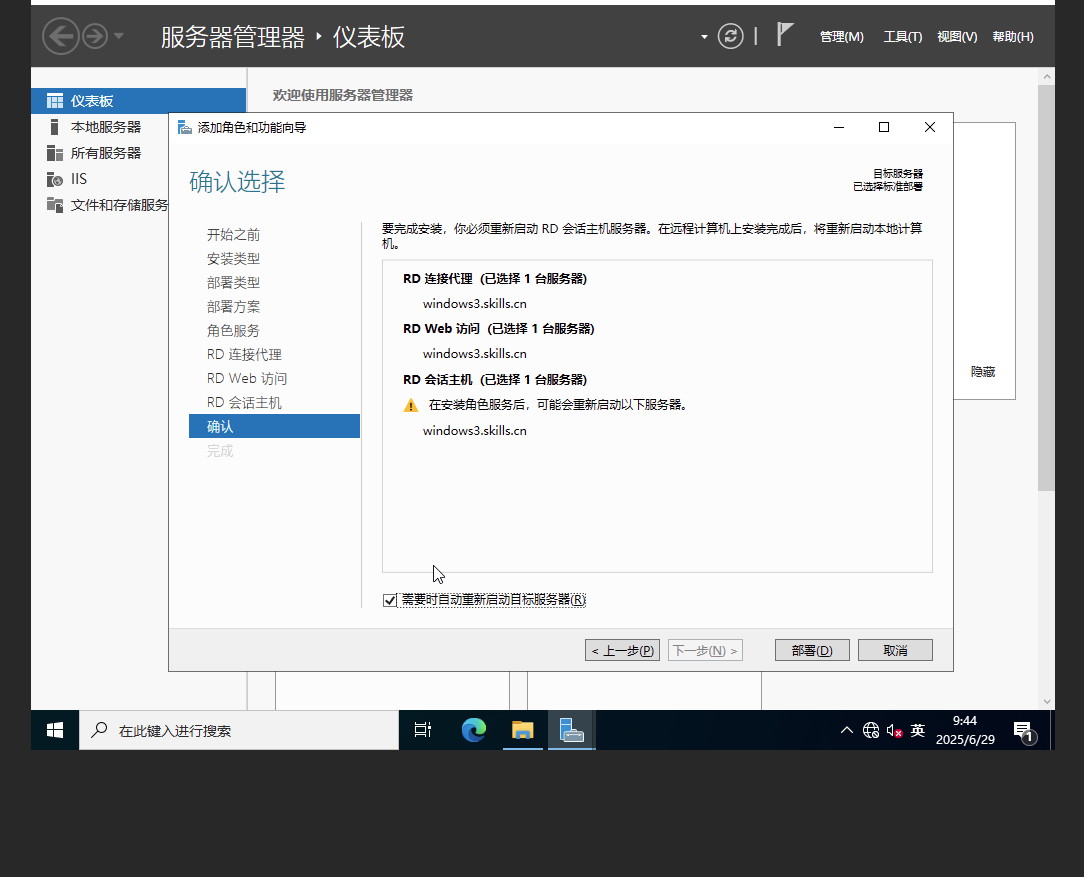 服务器管理器 ‣ 仪表板
管理(M)
工具(T)
视图(V)
帮助(H)
仪表板
本地服务器
所有服务器
IIS
文件和存储服务
欢迎使用服务器管理器
添加角色和功能向导
确认选择
目标服务器
已选择标准部署
开始之前
安装类型
部署类型
部署方案
角色服务
RD 连接代理
RD Web 访问
RD 会话主机
确认
完成
要完成安装，你必须重新启动 RD 会话主机服务器。在远程计算机上安装完成后，将重新启动本地计算
机。
RD 连接代理 (已选择 1 台服务器)
windows3.skills.cn
RD Web 访问 (已选择 1 台服务器)
windows3.skills.cn
RD 会话主机 (已选择 1 台服务器)
在安装角色服务后，可能会重新启动以下服务器。
windows3.skills.cn
需要时自动重新启动目标服务器(R)
< 上一步(P)
下一步(N) >
部署(D)
取消
隐藏
在此键入进行搜索
英
9:44
2025/6/29
1